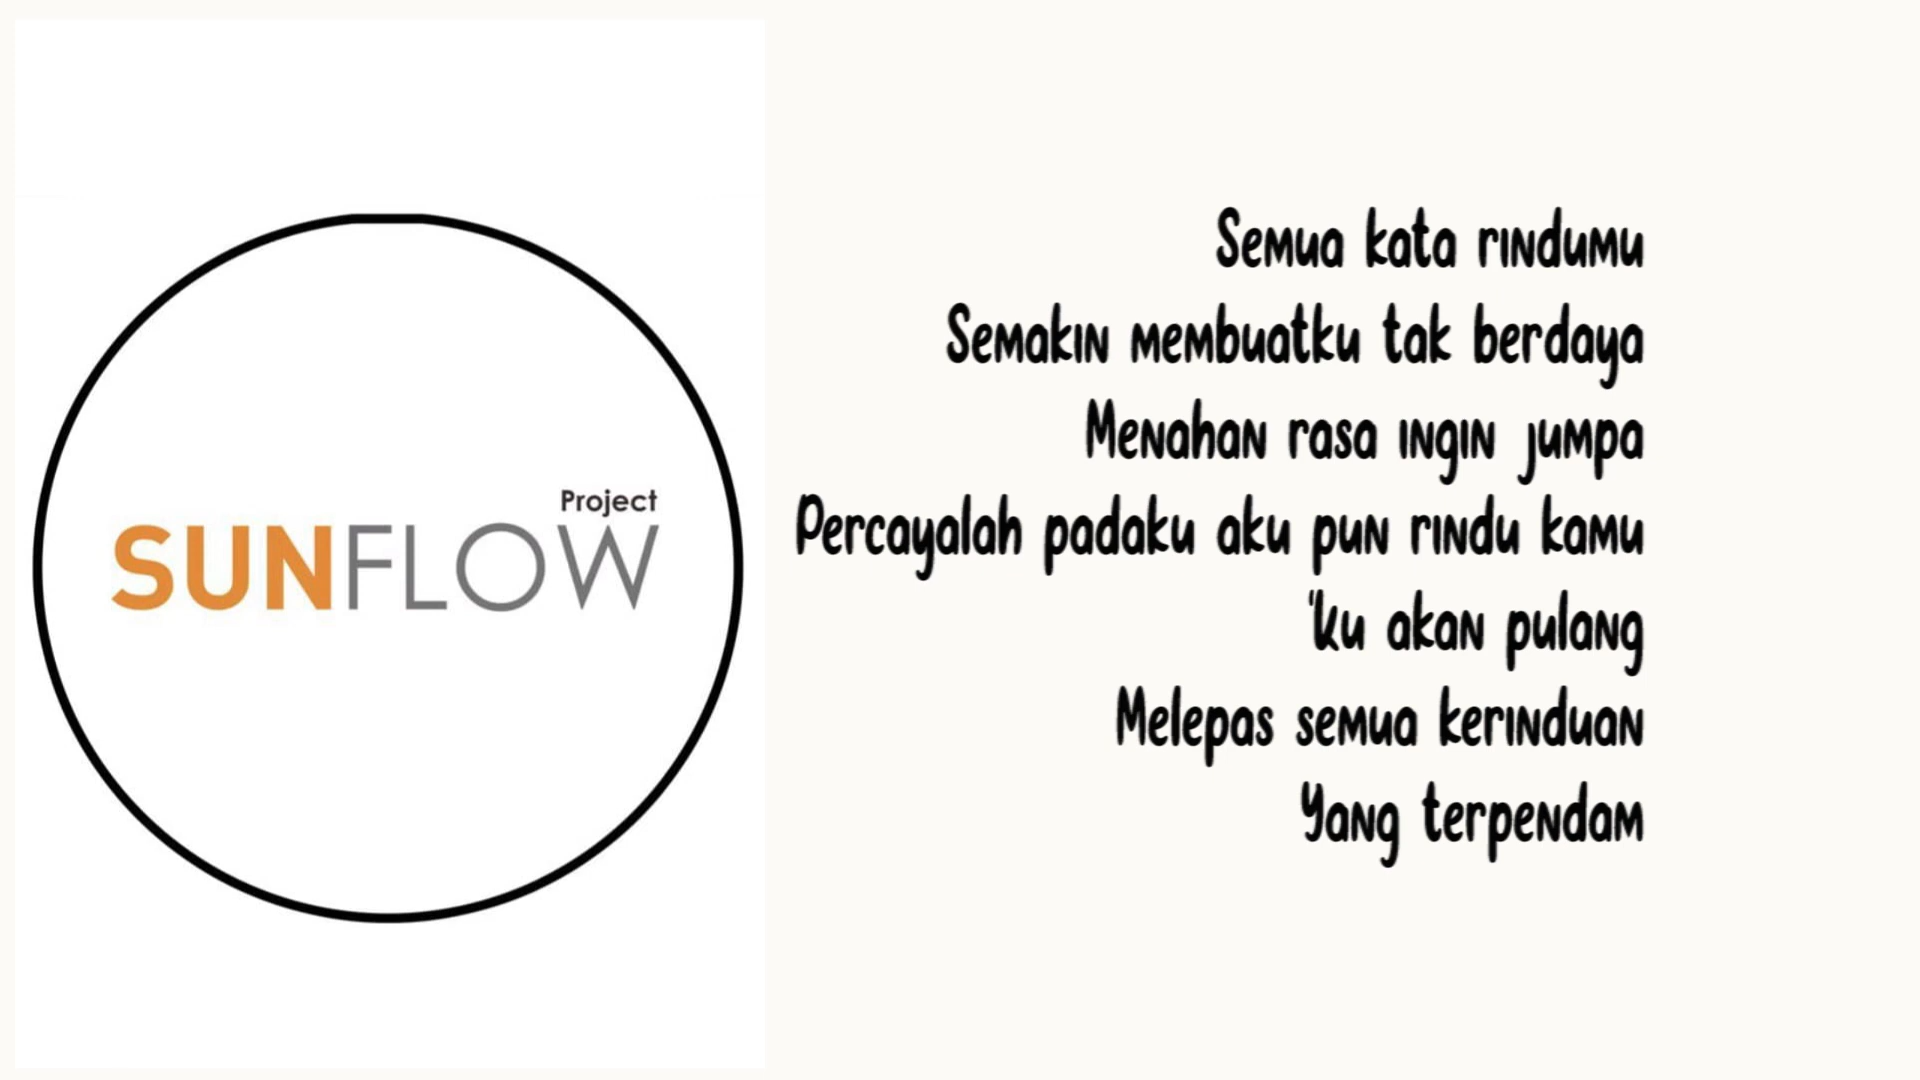 Project
SUNFLOW
Semua kata rindumu
Semakin membuatku tak berdaya
Menahan rasa ingin jumpa
Percayalah padaku aku pun rindu kamu
'ku akan pulang
Melepas semua kerinduan
Yang terpendam